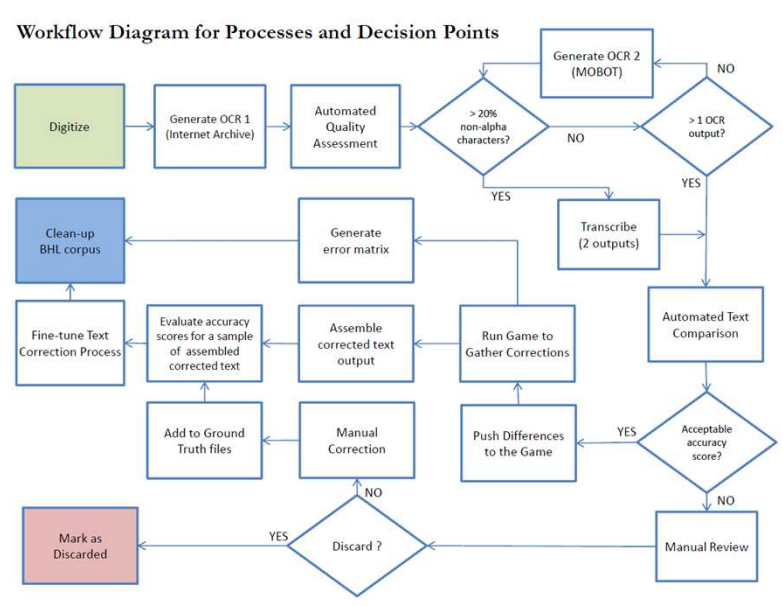 Workflow Diagram for Processes and Decision Points
Generate OCR 2
(MOBOT)
NO
Digitize
Generate OCR 1
(Internet Archive)
Automated
Quality
Assessment
> 20%
non-alpha
characters?
NO
> 1 OCR
output?
YES
YES
Clean-up
BHL corpus
Generate
error matrix
Transcribe
(2 outputs)
Fine-tune Text
Correction Process
Evaluate accuracy
scores for a sample
of assembled
corrected text
Assemble
corrected text
output
Run Game to
Gather Corrections
Automated Text
Comparison
Add to Ground
Truth files
Manual
Correction
Push Differences
to the Game
YES
Acceptable
accuracy
score?
NO
NO
Mark as
Discarded
YES
Discard ?
Manual Review